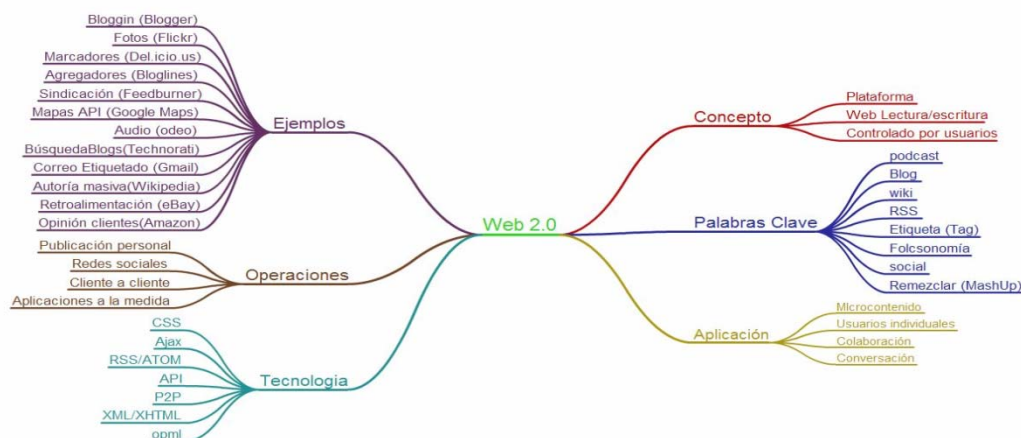 Web 2.0
Ejemplos
Bloggin (Blogger)
Fotos (Flickr)
Marcadores (Del.icio.us)
Agregadores (Bloglines)
Sindicación (Feedburner)
Mapas API (Google Maps)
Audio (odeo)
BúsquedaBlogs(Technorati)
Correo Etiquetado (Gmail)
Autoría masiva(Wikipedia)
Retroalimentación (eBay)
Opinión clientes(Amazon)
Operaciones
Publicación personal
Redes sociales
Cliente a cliente
Aplicaciones a la medida
Tecnologia
CSS
Ajax
RSS/ATOM
API
P2P
XML/XHTML
opml
Concepto
Plataforma
Web Lectura/escritura
Controlado por usuarios
Palabras Clave
podcast
Blog
wiki
RSS
Etiqueta (Tag)
Folcsonomía
social
Remezclar (MashUp)
Aplicación
MIcrocontenido
Usuarios individuales
Colaboración
Conversación